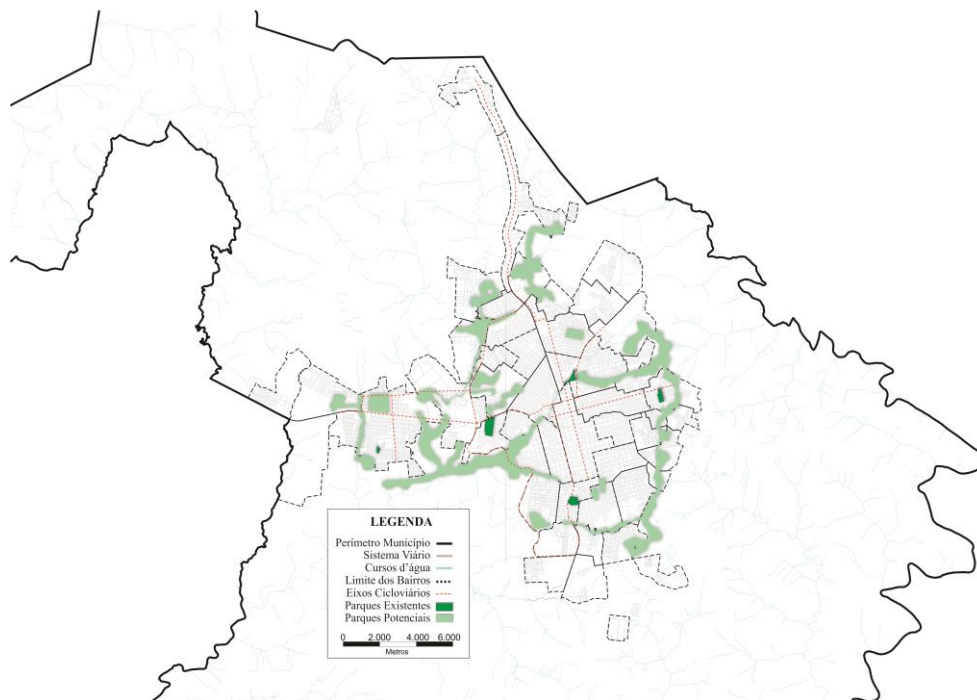 LEGENDA
Perímetro Município
Sistema Viário
Cursos d'água
Limite dos Bairros
Eixos Cicloviários
Parques Existentes
Parques Potenciais
0 2.000 4.000 6.000
Metros